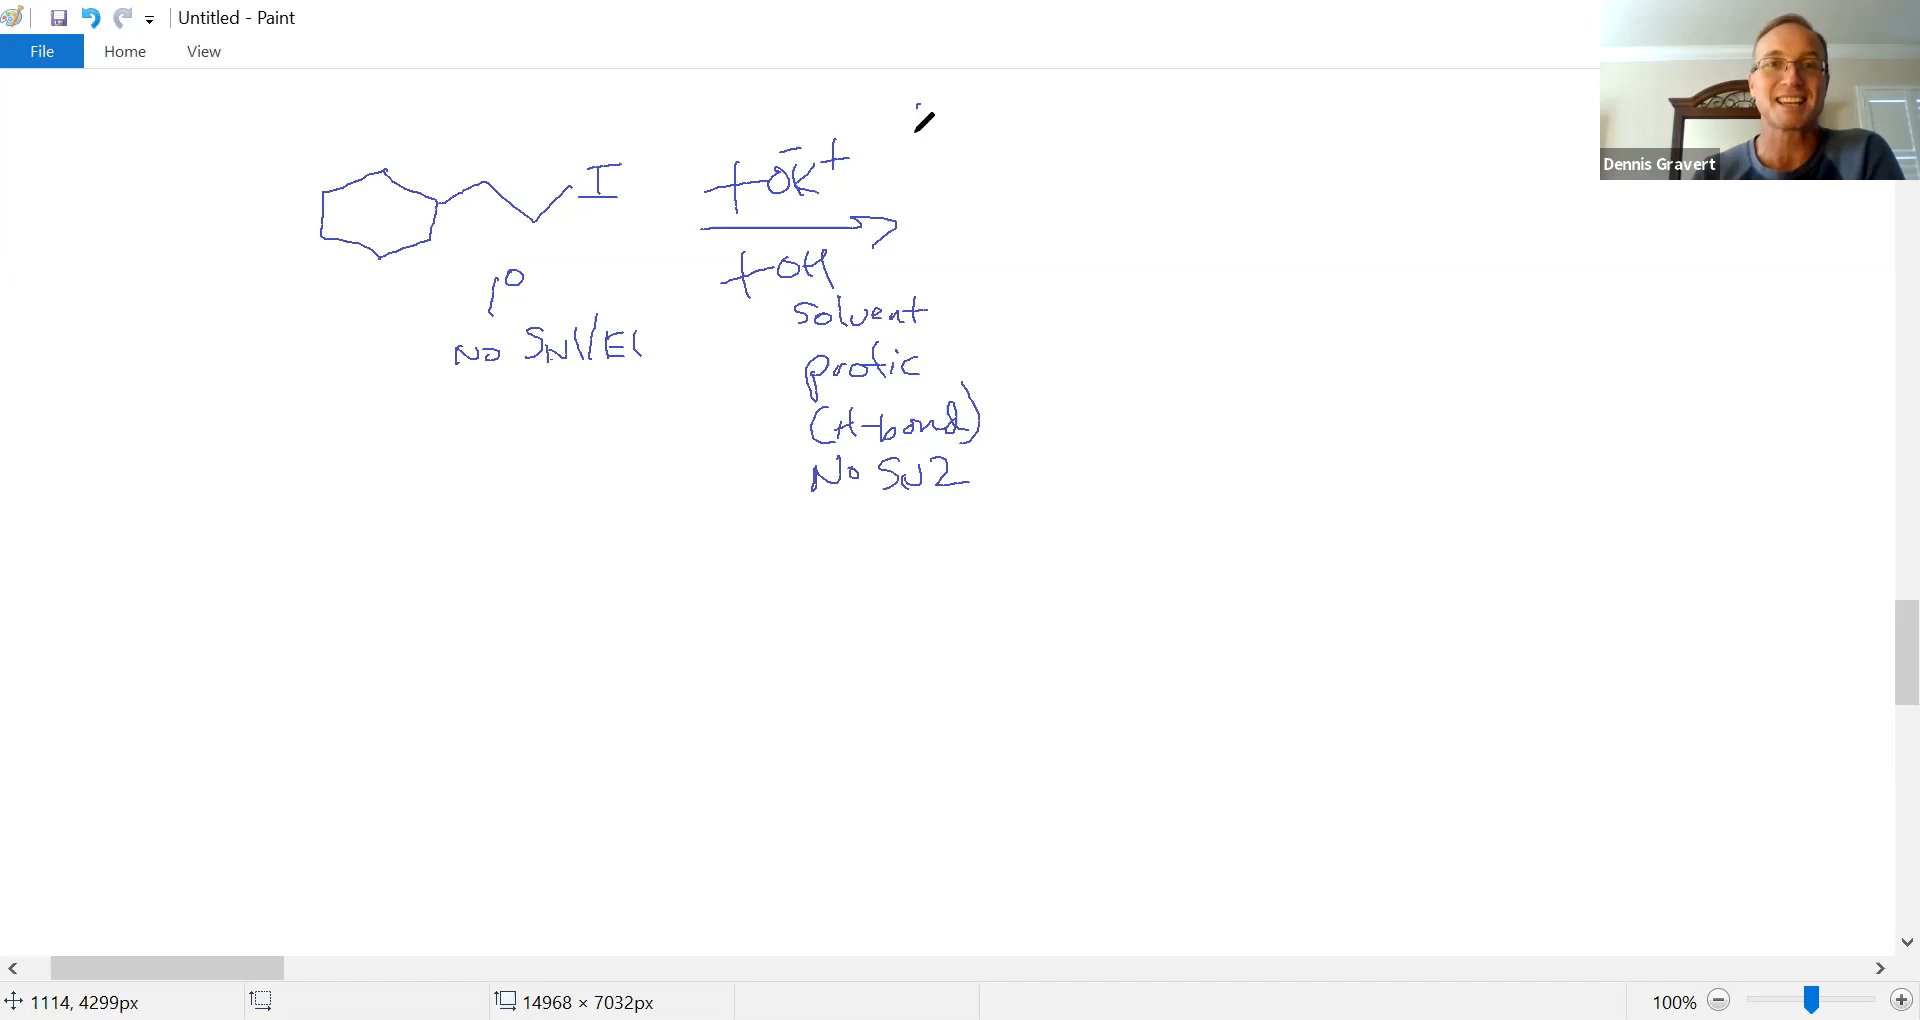 Untitled - Paint
File Home View
Dennis Gravert
I
+OK+
-
+OH
Solvent
1°
NO SN1/E1
protic
(H-bond)
No SN2
1114, 4299px
14968 × 7032px
100%